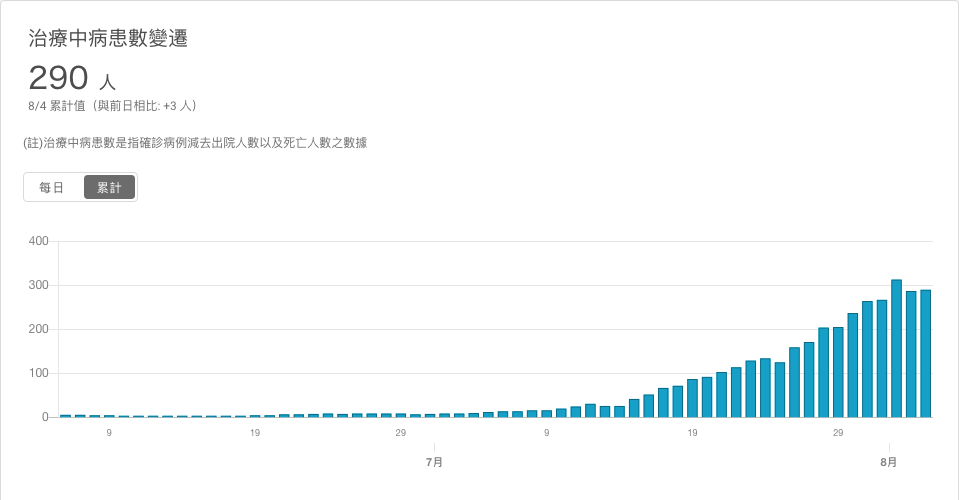 治療中病患數變遷
290 人
8/4 累計值（與前日相比: +3 人）
(註)治療中病患數是指確診病例減去出院人數以及死亡人數之數據
每日 累計
400
300
200
100
0
9 19 29 9 19 29
7月 8月